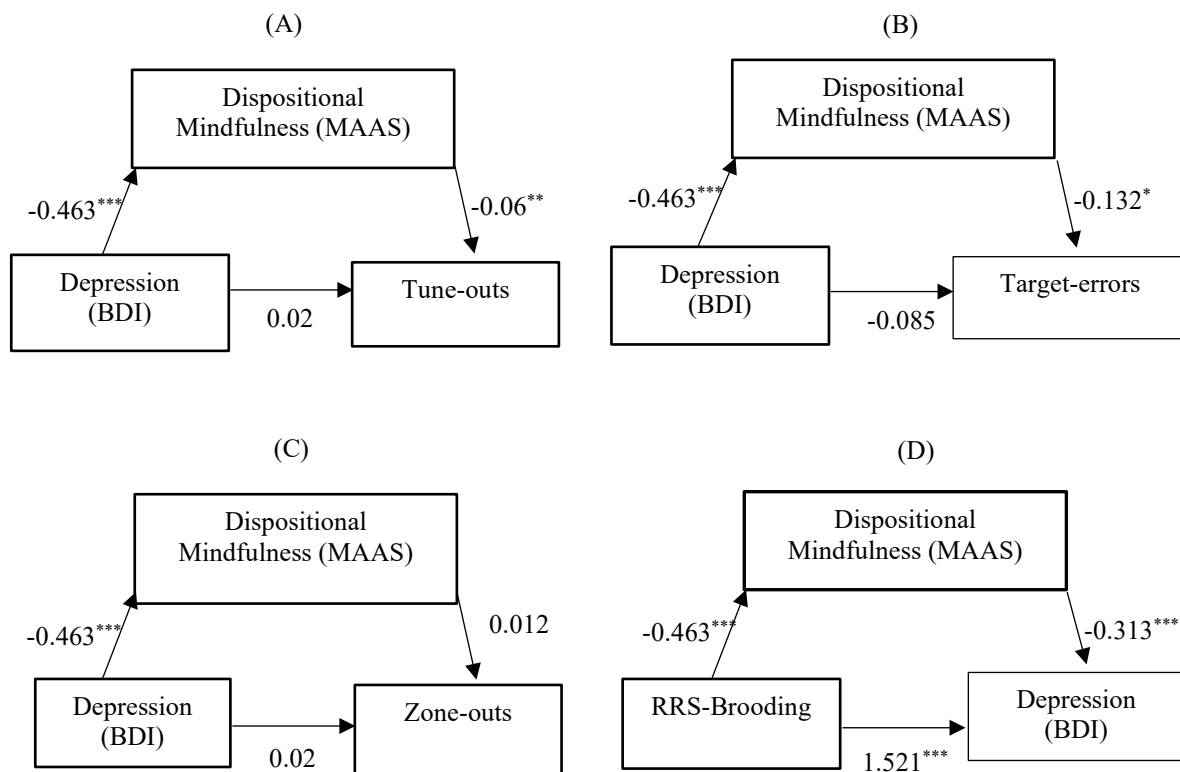 (A)
Dispositional
Mindfulness (MAAS)
-0.463***
-0.06**
Depression
(BDI)
Tune-outs
0.02
(B)
Dispositional
Mindfulness (MAAS)
-0.463***
-0.132*
Depression
(BDI)
Target-errors
-0.085
(C)
Dispositional
Mindfulness (MAAS)
-0.463***
0.012
Depression
(BDI)
Zone-outs
0.02
(D)
Dispositional
Mindfulness (MAAS)
-0.463***
-0.313***
RRS-Brooding
Depression
(BDI)
1.521***